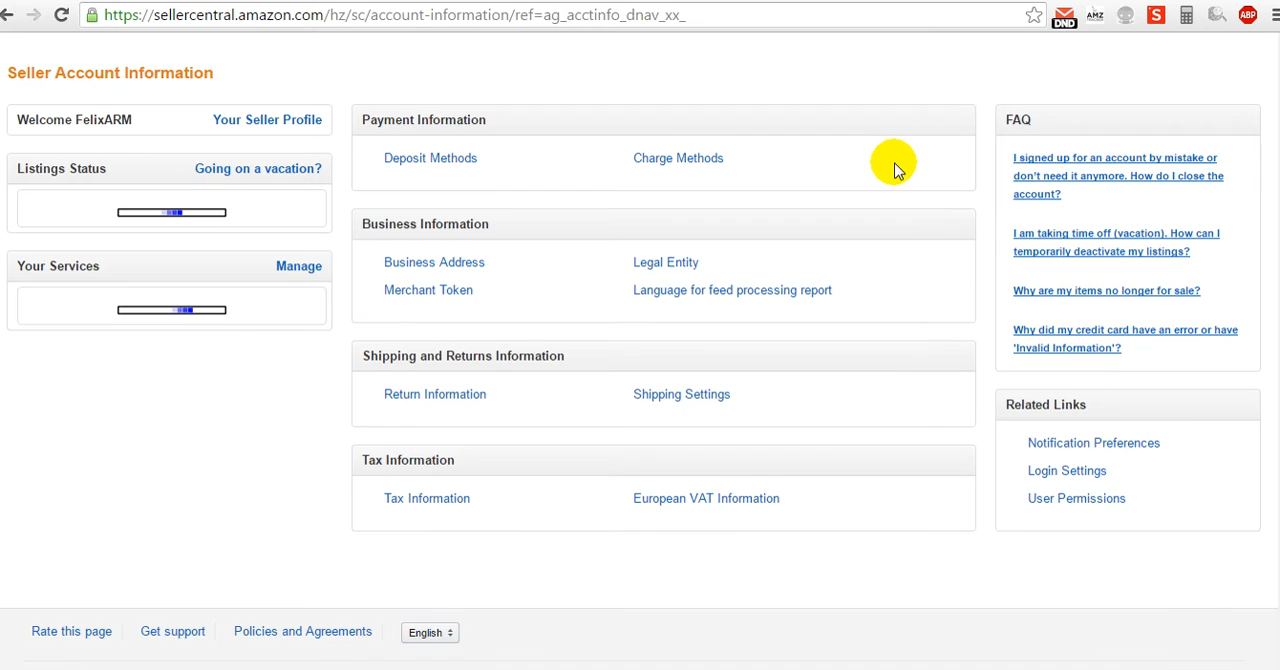 https://sellercentral.amazon.com/hz/sc/account-information/ref=ag_acctinfo_dnav_xx_
DND
AMZ
S
ABP
Seller Account Information
Welcome FelixARM Your Seller Profile
Listings Status Going on a vacation?
Your Services Manage
Payment Information
Deposit Methods Charge Methods
Business Information
Business Address Legal Entity
Merchant Token Language for feed processing report
Shipping and Returns Information
Return Information Shipping Settings
Tax Information
Tax Information European VAT Information
FAQ
I signed up for an account by mistake or
don't need it anymore. How do I close the
account?
I am taking time off (vacation). How can I
temporarily deactivate my listings?
Why are my items no longer for sale?
Why did my credit card have an error or have
'Invalid Information'?
Related Links
Notification Preferences
Login Settings
User Permissions
Rate this page Get support Policies and Agreements English